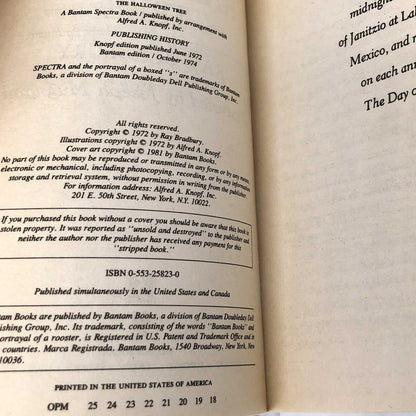 THE HALLOWEEN TREE
A Bantam Spectra Book / published by arrangement with
Alfred A. Knopf, Inc.
PUBLISHING HISTORY
Knopf edition published June 1972
Bantam edition / October 1974
SPECTRA and the portrayal of a boxed "s" are trademarks of Bantam
Books, a division of Bantam Doubleday Dell Publishing Group, Inc.
All rights reserved.
Copyright © 1972 by Ray Bradbury.
Illustrations copyright © 1972 by Alfred A. Knopf.
Cover art copyright © 1981 by Bantam Books.
No part of this book may be reproduced or transmitted in any form or by any means,
electronic or mechanical, including photocopying, recording, or by any information
storage and retrieval system, without permission in writing from the publisher.
For information address: Alfred A. Knopf, Inc.
201 E. 50th Street, New York, N.Y. 10022.
If you purchased this book without a cover you should be aware that this book is
stolen property. It was reported as "unsold and destroyed" to the publisher and
neither the author nor the publisher has received any payment for this
"stripped book."
ISBN 0-553-25823-0
Published simultaneously in the United States and Canada
ntam Books are published by Bantam Books, a division of Bantam Doubleday Dell
ishing Group, Inc. Its trademark, consisting of the words "Bantam Books" and
portrayal of a rooster, is Registered in U.S. Patent and Trademark Office and in
countries. Marca Registrada. Bantam Books, 1540 Broadway, New York, New
10036.
PRINTED IN THE UNITED STATES OF AMERICA
OPM 25 24 23 22 21 20 19 18
midnight
of Janitzio at Lak
Mexico, and
on each ann
The Day o